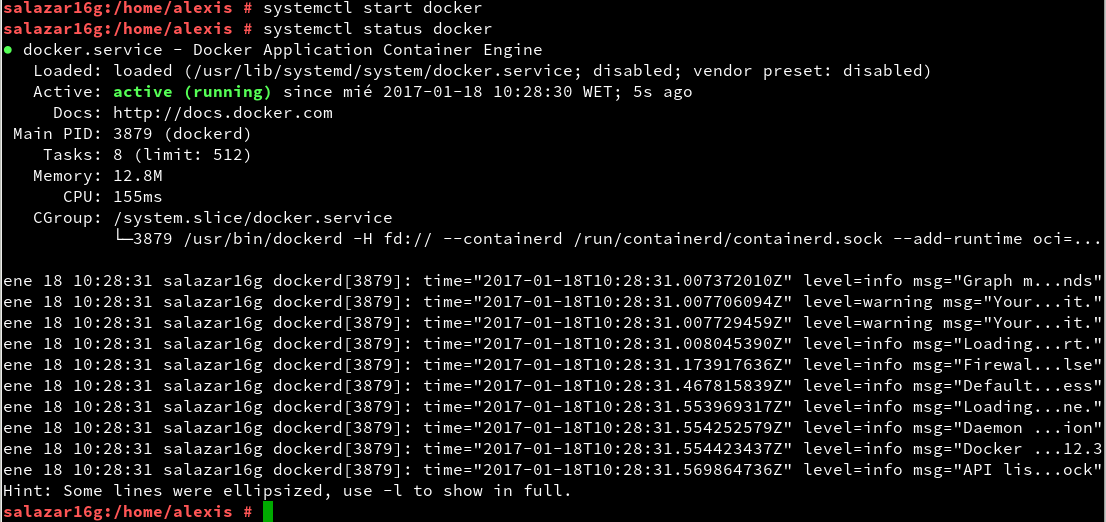 salazar16g:/home/alexis # systemctl start docker
salazar16g:/home/alexis # systemctl status docker
● docker.service - Docker Application Container Engine
   Loaded: loaded (/usr/lib/systemd/system/docker.service; disabled; vendor preset: disabled)
   Active: active (running) since mié 2017-01-18 10:28:30 WET; 5s ago
     Docs: http://docs.docker.com
 Main PID: 3879 (dockerd)
    Tasks: 8 (limit: 512)
   Memory: 12.8M
      CPU: 155ms
   CGroup: /system.slice/docker.service
           └─3879 /usr/bin/dockerd -H fd:// --containerd /run/containerd/containerd.sock --add-runtime oci=...

ene 18 10:28:31 salazar16g dockerd[3879]: time="2017-01-18T10:28:31.007372010Z" level=info msg="Graph m...nds"
ene 18 10:28:31 salazar16g dockerd[3879]: time="2017-01-18T10:28:31.007706094Z" level=warning msg="Your...it."
ene 18 10:28:31 salazar16g dockerd[3879]: time="2017-01-18T10:28:31.007729459Z" level=warning msg="Your...it."
ene 18 10:28:31 salazar16g dockerd[3879]: time="2017-01-18T10:28:31.008045390Z" level=info msg="Loading...rt."
ene 18 10:28:31 salazar16g dockerd[3879]: time="2017-01-18T10:28:31.173917636Z" level=info msg="Firewal...lse"
ene 18 10:28:31 salazar16g dockerd[3879]: time="2017-01-18T10:28:31.467815839Z" level=info msg="Default...ess"
ene 18 10:28:31 salazar16g dockerd[3879]: time="2017-01-18T10:28:31.553969317Z" level=info msg="Loading...ne."
ene 18 10:28:31 salazar16g dockerd[3879]: time="2017-01-18T10:28:31.554252579Z" level=info msg="Daemon ...ion"
ene 18 10:28:31 salazar16g dockerd[3879]: time="2017-01-18T10:28:31.554423437Z" level=info msg="Docker ...12.3
ene 18 10:28:31 salazar16g dockerd[3879]: time="2017-01-18T10:28:31.569864736Z" level=info msg="API lis...ock"
Hint: Some lines were ellipsized, use -l to show in full.
salazar16g:/home/alexis #